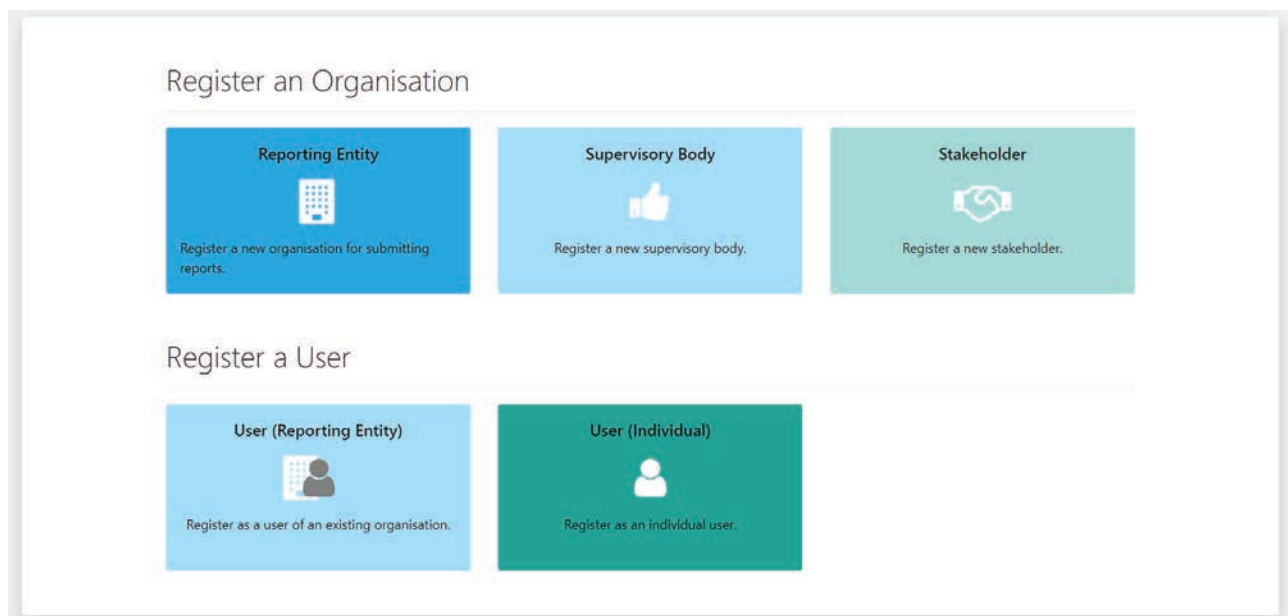 Register an Organisation
Reporting Entity
Register a new organisation for submitting
reports.
Supervisory Body
Register a new supervisory body.
Stakeholder
Register a new stakeholder.
Register a User
User (Reporting Entity)
Register as a user of an existing organisation.
User (Individual)
Register as an individual user.